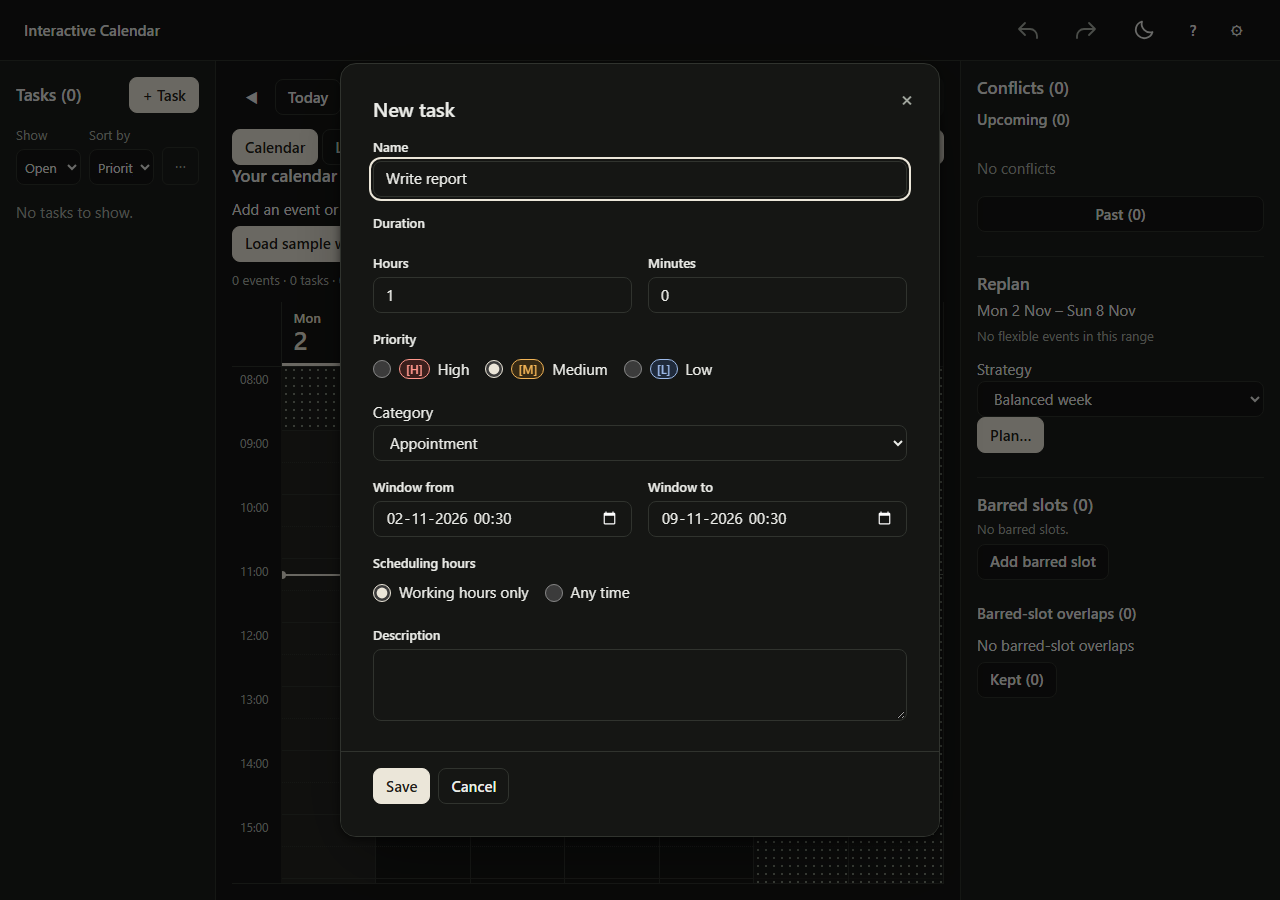 Interactive Calendar
?
Tasks (0)
+ Task
Show
Sort by
Open
Priorit
...
No tasks to show.
Today
Calendar
Your calendar
Add an event or
Load sample
0 events · 0 tasks ·
Mon
2
08:00
09:00
10:00
11:00
12:00
13:00
14:00
15:00
New task
Name
Write report
Duration
Hours
Minutes
1
0
Priority
[H] High
[M] Medium
[L] Low
Category
Appointment
Window from
Window to
02-11-2026 00:30
09-11-2026 00:30
Scheduling hours
Working hours only
Any time
Description
Save
Cancel
Conflicts (0)
Upcoming (0)
No conflicts
Past (0)
Replan
Mon 2 Nov – Sun 8 Nov
No flexible events in this range
Strategy
Balanced week
Plan...
Barred slots (0)
No barred slots.
Add barred slot
Barred-slot overlaps (0)
No barred-slot overlaps
Kept (0)